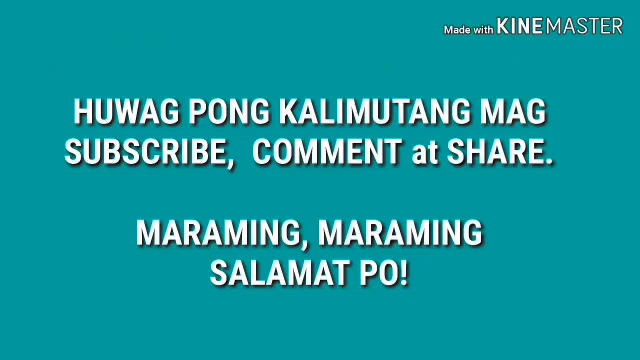 Made with KINEMASTER
HUWAG PONG KALIMUTANG MAG
SUBSCRIBE, COMMENT at SHARE.
MARAMING, MARAMING
SALAMAT PO!